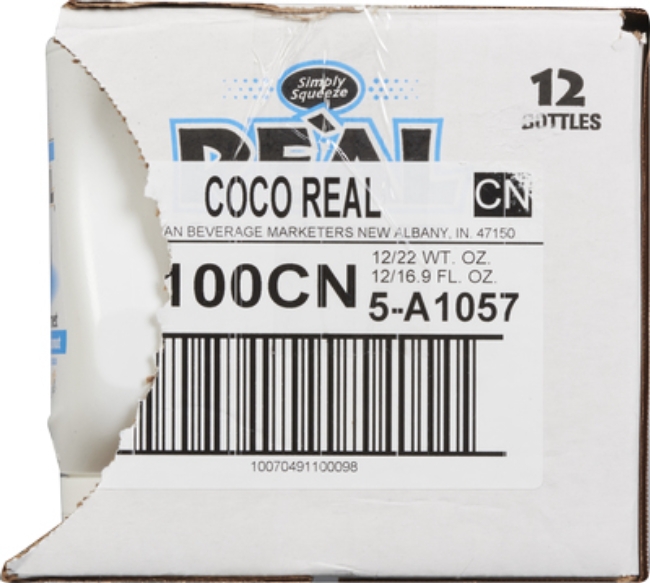 Simply
Squeeze
12
BOTTLES
REAL
COCO REAL
CN
AN BEVERAGE MARKETERS NEW ALBANY, IN. 47150
12/22 WT. OZ.
12/16.9 FL. OZ.
100CN
5-A1057
10070491100098